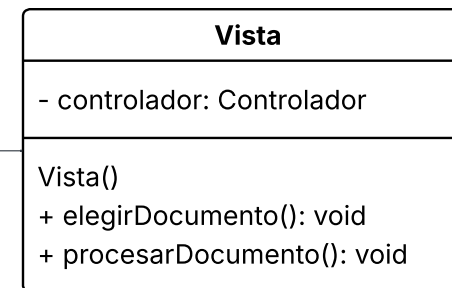 Vista
- controlador: Controlador
Vista()
+ elegirDocumento(): void
+ procesarDocumento(): void